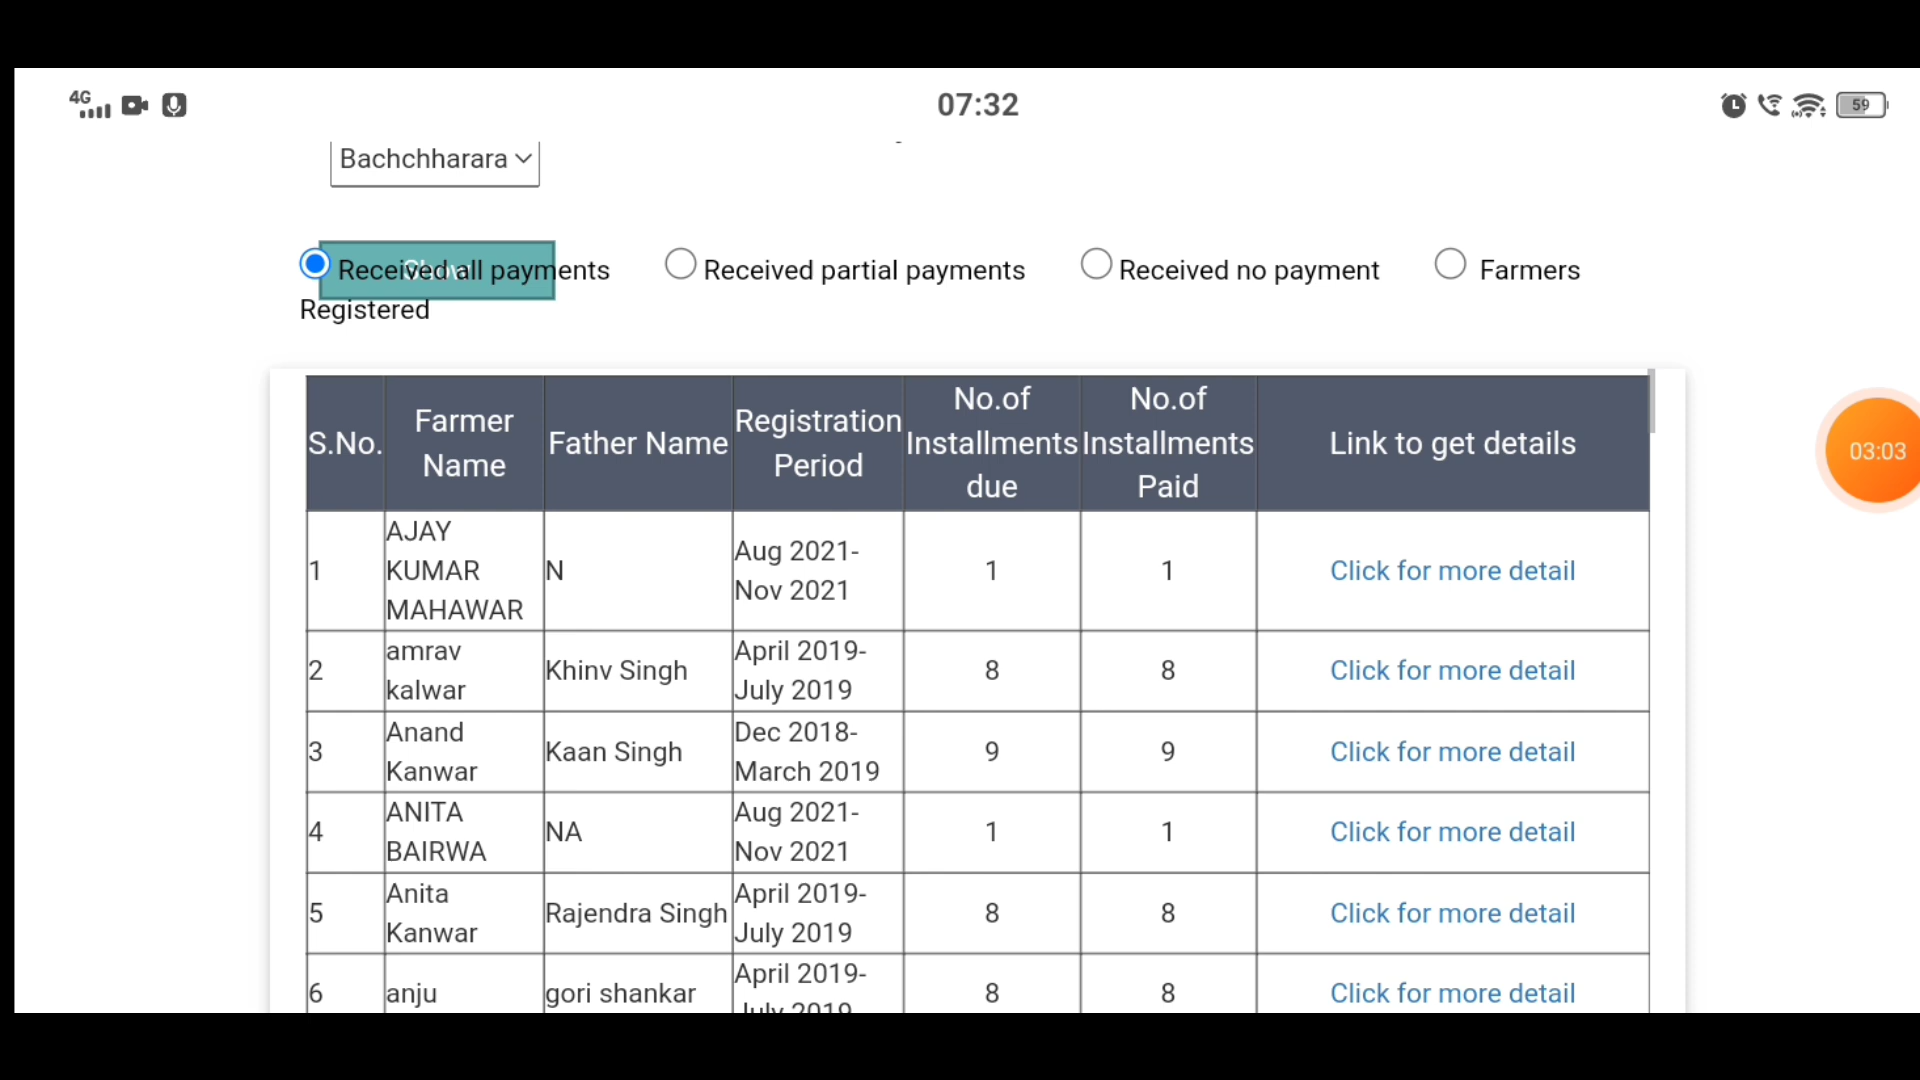 4G
07:32
59
Bachchharara
Received all payments Received partial payments Received no payment Farmers
Registered
S.No. Farmer Name Father Name Registration Period No.of Installments due No.of Installments Paid Link to get details
1 AJAY KUMAR MAHAWAR N Aug 2021- Nov 2021 1 1 Click for more detail
2 amrav kalwar Khinv Singh April 2019- July 2019 8 8 Click for more detail
3 Anand Kanwar Kaan Singh Dec 2018- March 2019 9 9 Click for more detail
4 ANITA BAIRWA NA Aug 2021- Nov 2021 1 1 Click for more detail
5 Anita Kanwar Rajendra Singh April 2019- July 2019 8 8 Click for more detail
6 anju gori shankar April 2019- July 2019 8 8 Click for more detail
03:03